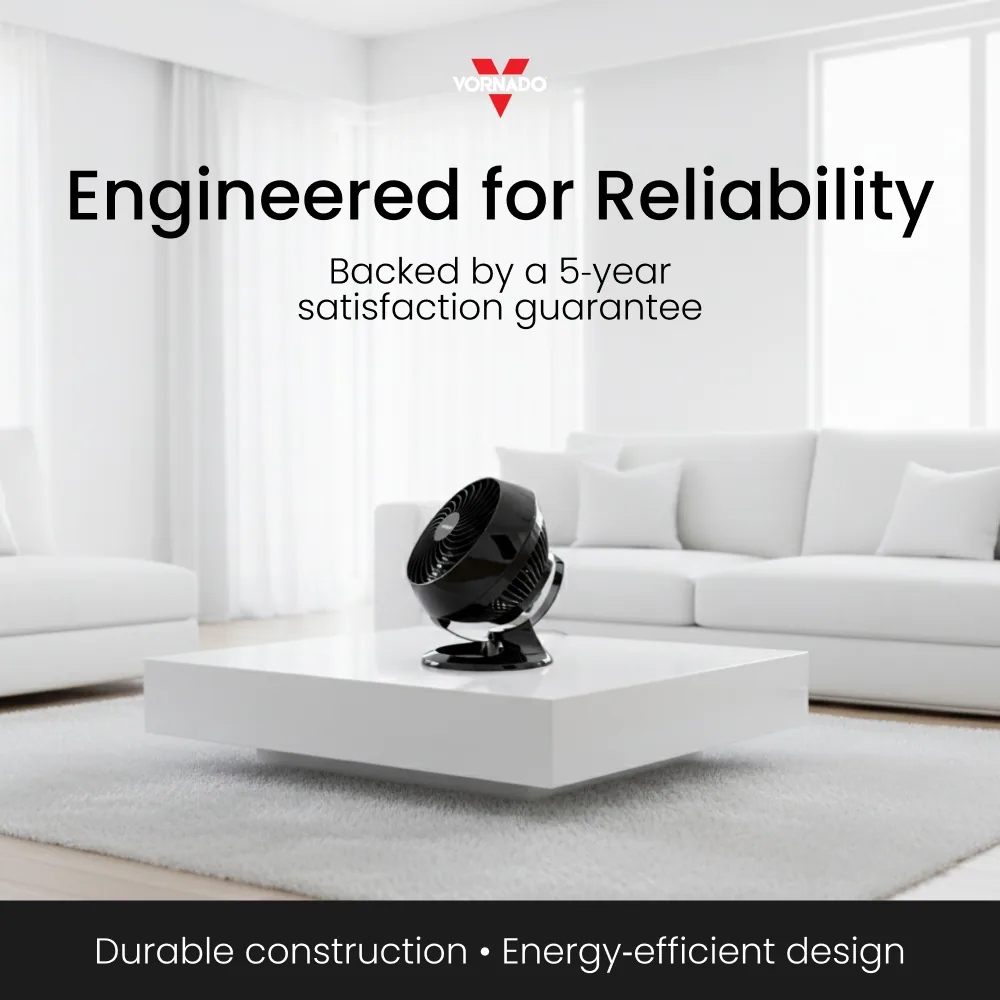 VORNADO
Engineered for Reliability
Backed by a 5-year
satisfaction guarantee
Durable construction • Energy-efficient design